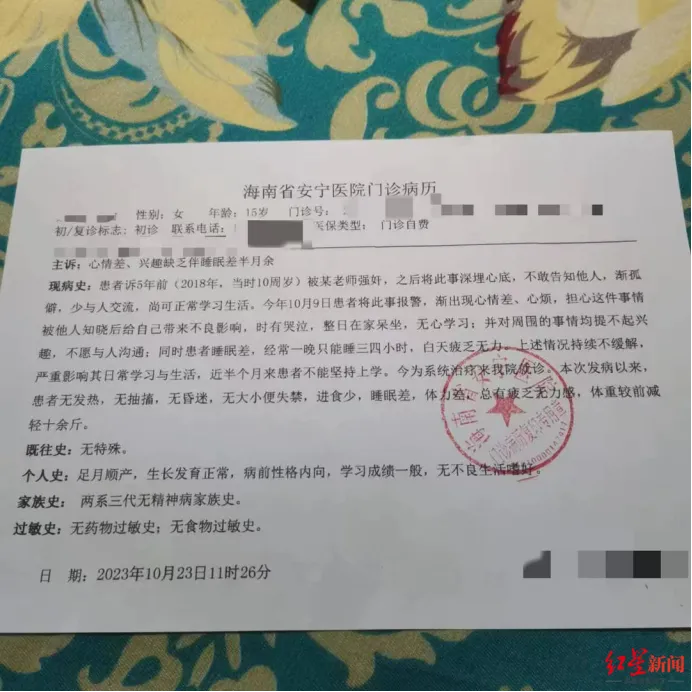 海南省安宁医院门诊病历
性别：女 年龄：15岁 门诊号：
初/复诊标志：初诊 联系电话： 医保类型： 门诊自费
主诉：心情差、兴趣缺乏伴睡眠差半月余
现病史：患者诉5年前（2018年，当时10周岁）被某老师强奸，之后将此事深埋心底，不敢告知他人，渐孤
僻，少与人交流，尚可正常学习生活。今年10月9日患者将此事报警，渐出现心情差、心烦，担心这件事情
被他人知晓后给自己带来不良影响，时有哭泣，整日在家呆坐，无心学习；并对周围的事情均提不起兴
趣，不愿与人沟通；同时患者睡眠差，经常一晚只能睡三四小时，白天疲乏无力。上述情况持续不缓解，
严重影响其日常学习与生活，近半个月来患者不能坚持上学。今为系统治疗来我院就诊。本次发病以来，
患者无发热，无抽搐，无昏迷，无大小便失禁，进食少，睡眠差，体力差，总有疲乏无力感，体重较前减
轻十余斤。
既往史：无特殊。
个人史：足月顺产，生长发育正常，病前性格内向，学习成绩一般，无不良生活嗜好。
家族史： 两系三代无精神病家族史。
过敏史：无药物过敏史；无食物过敏史。
日 期：2023年10月23日11时26分
海南省安宁医院
红星新闻